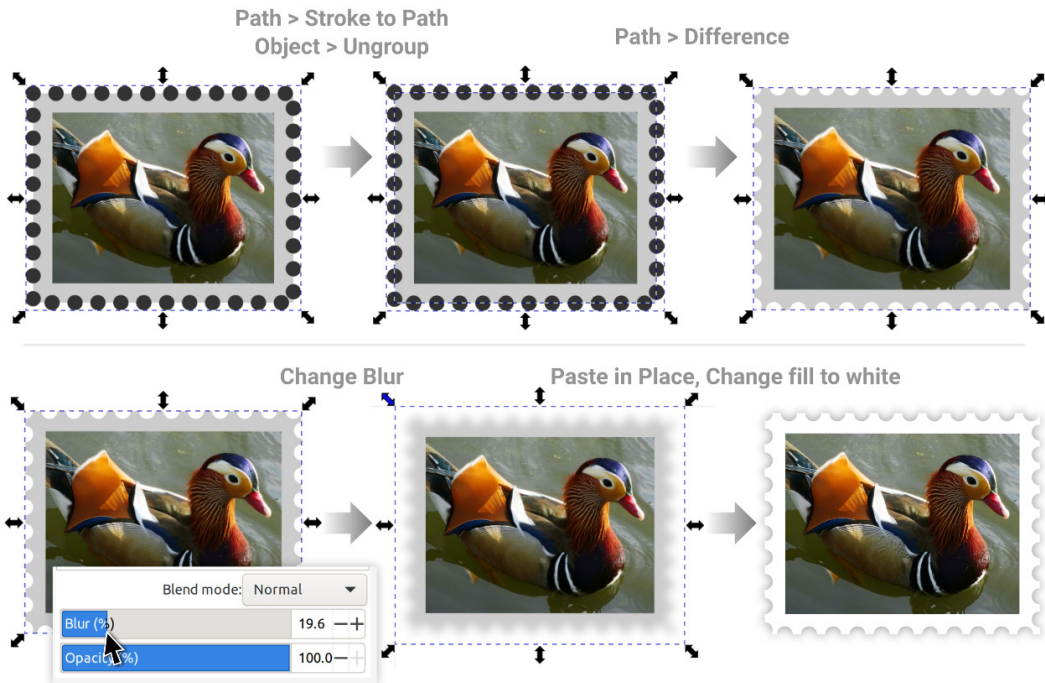 Path > Stroke to Path
Object > Ungroup
Path > Difference
Change Blur
Paste in Place, Change fill to white
Blend mode: Normal
Blur (%) 19.6
Opacity (%) 100.0